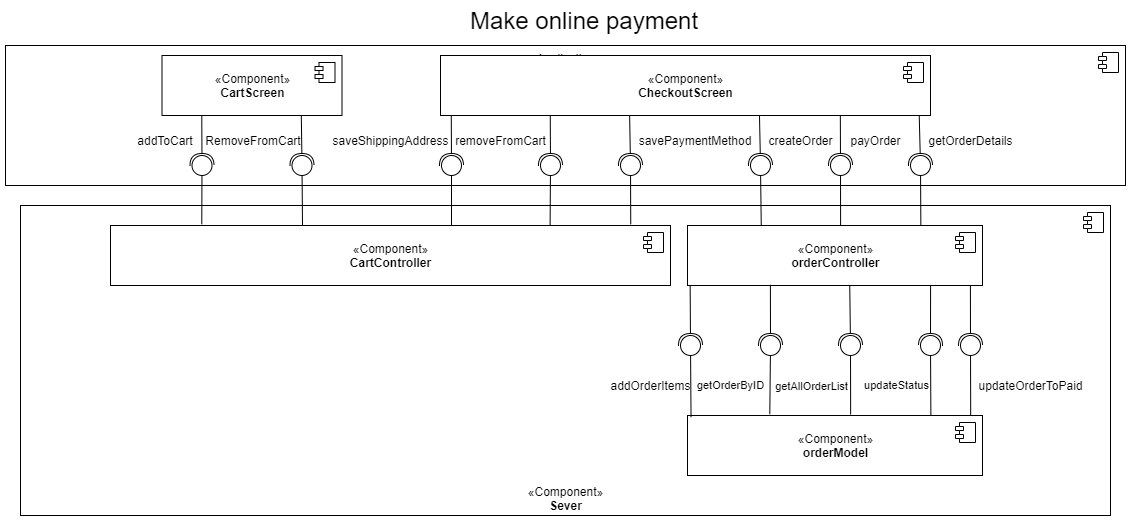 Make online payment
«Component»
CartScreen
«Component»
CheckoutScreen
addToCart
RemoveFromCart
saveShippingAddress
removeFromCart
savePaymentMethod
createOrder
payOrder
getOrderDetails
«Component»
CartController
«Component»
orderController
addOrderItems
getOrderByID
getAllOrderList
updateStatus
updateOrderToPaid
«Component»
orderModel
«Component»
Sever